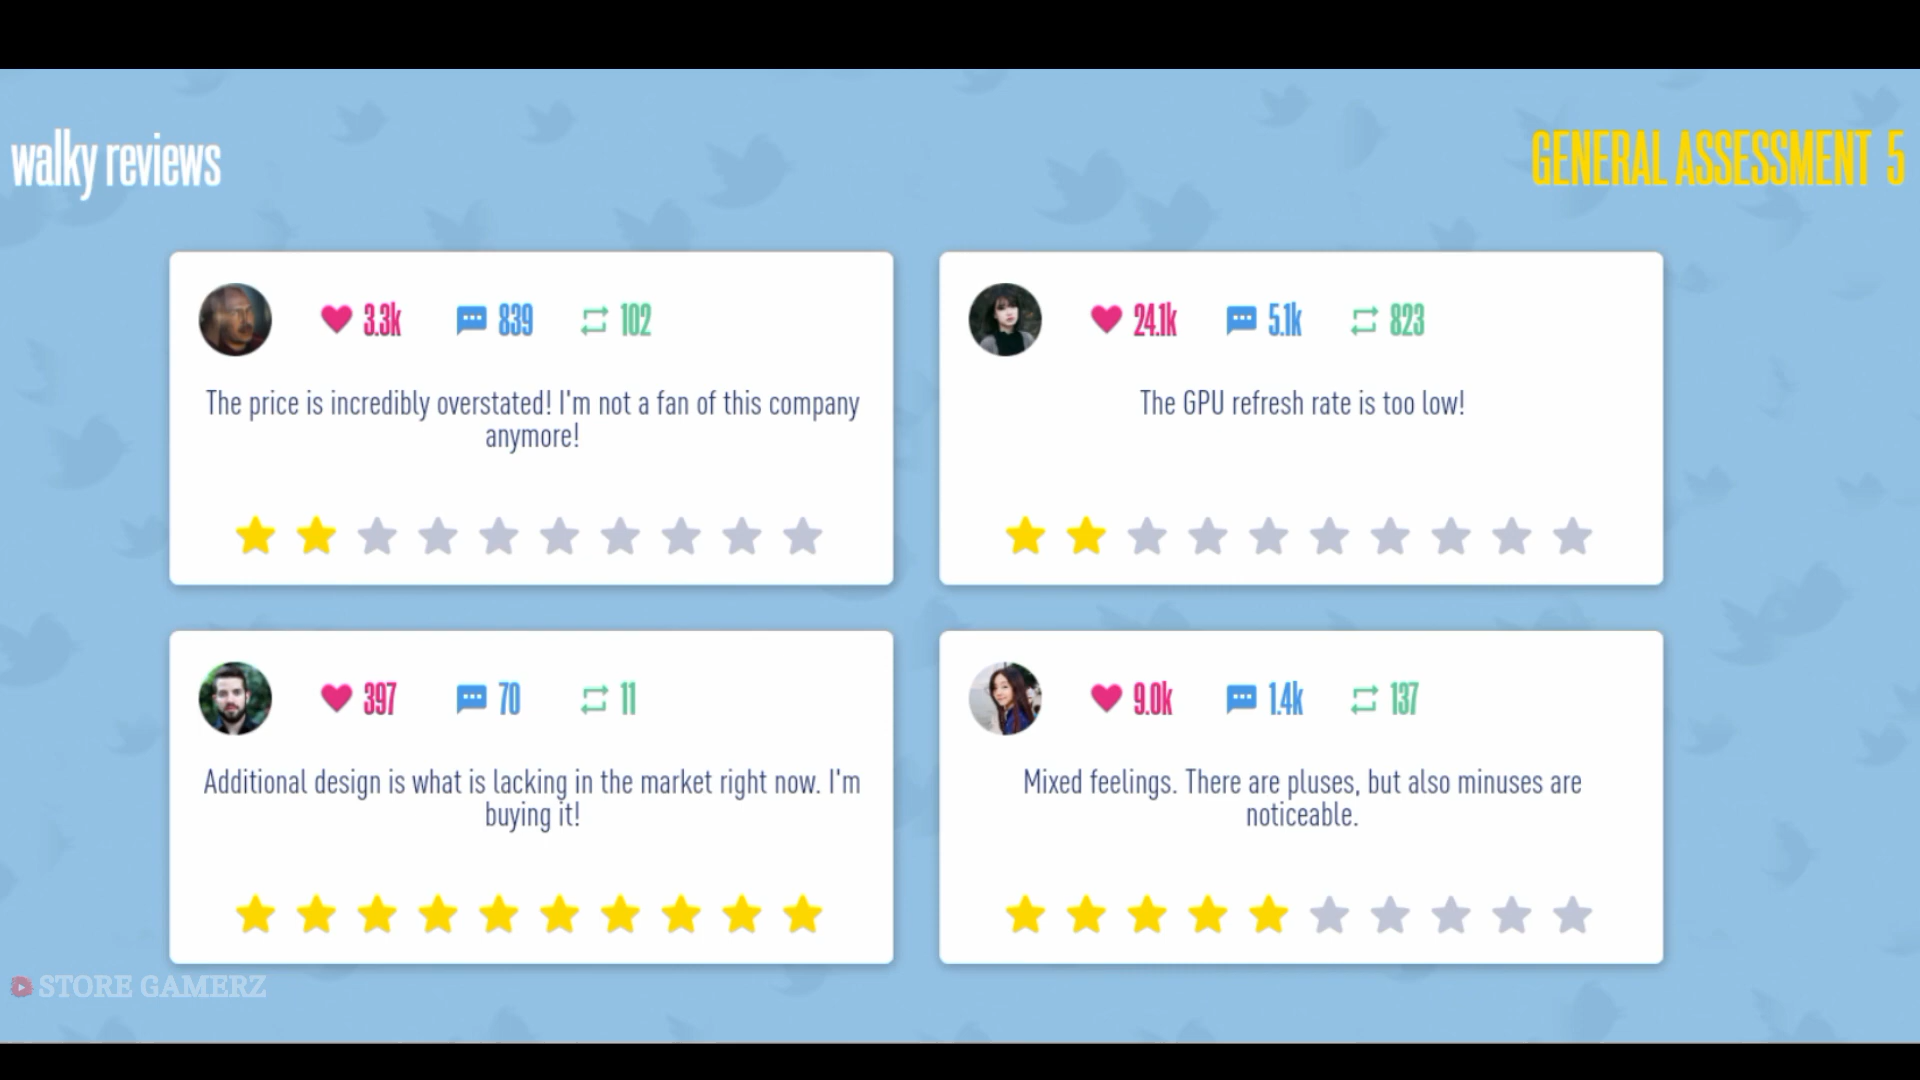 walky reviews
GENERAL ASSESSMENT 5
3.3k 839 102
The price is incredibly overstated! I'm not a fan of this company
anymore!
24.1k 5.1k 823
The GPU refresh rate is too low!
397 70 11
Additional design is what is lacking in the market right now. I'm
buying it!
9.0k 1.4k 137
Mixed feelings. There are pluses, but also minuses are
noticeable.
STORE GAMERZ